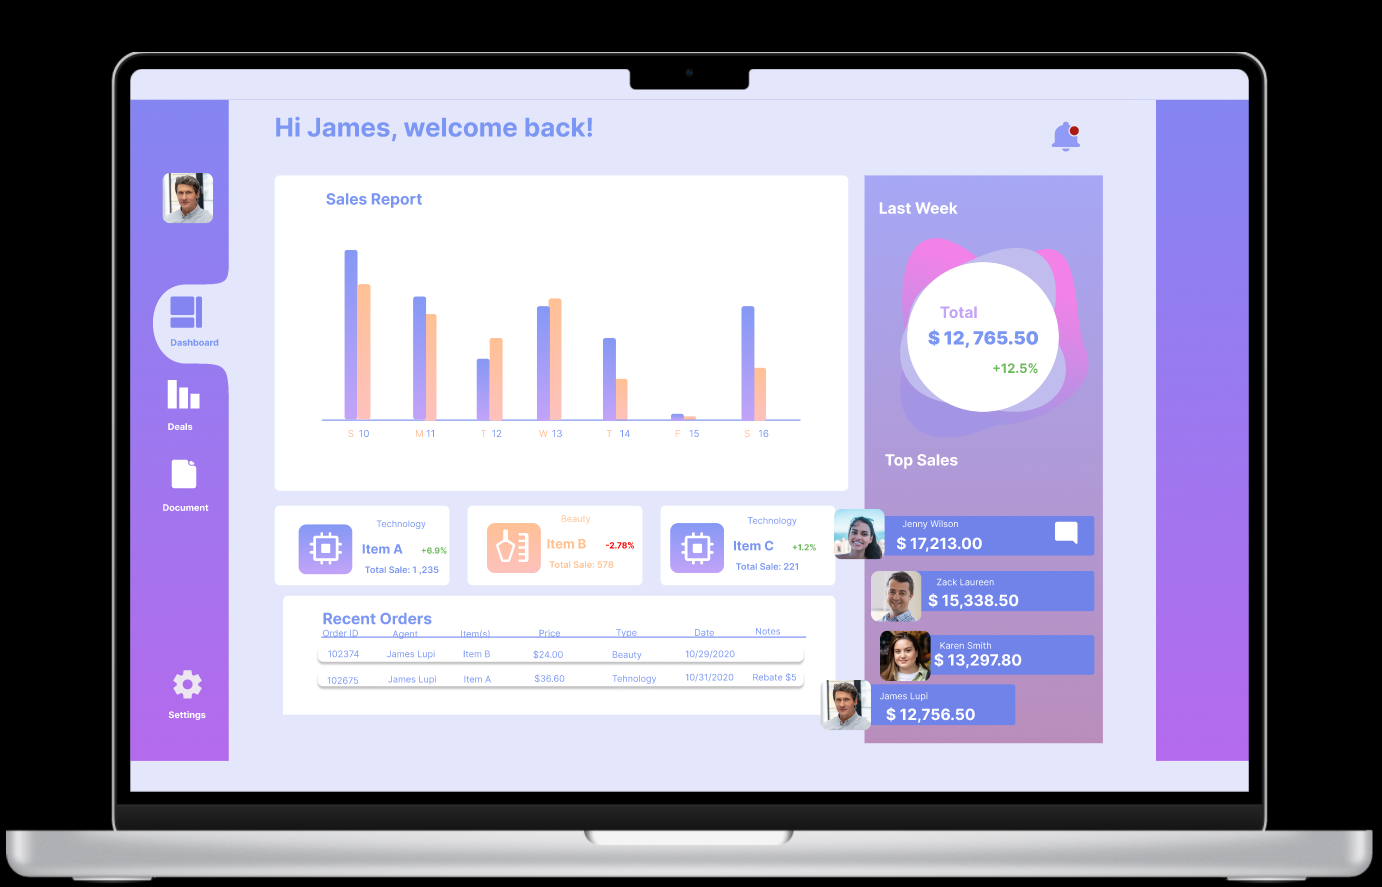 Hi James, welcome back!
Dashboard
Deals
Document
Settings
Sales Report
S 10 M 11 T 12 W 13 T 14 F 15 S 16
Last Week
Total
$ 12, 765.50
+12.5%
Technology
Item A +6.9%
Total Sale: 1 ,235
Beauty
Item B -2.78%
Total Sale: 578
Technology
Item C +1.2%
Total Sale: 221
Recent Orders
Order ID Agent Item(s) Price Type Date Notes
102374 James Lupi Item B $24.00 Beauty 10/29/2020
102675 James Lupi Item A $36.60 Tehnology 10/31/2020 Rebate $5
Top Sales
Jenny Wilson
$ 17,213.00
Zack Laureen
$ 15,338.50
Karen Smith
$ 13,297.80
James Lupi
$ 12,756.50